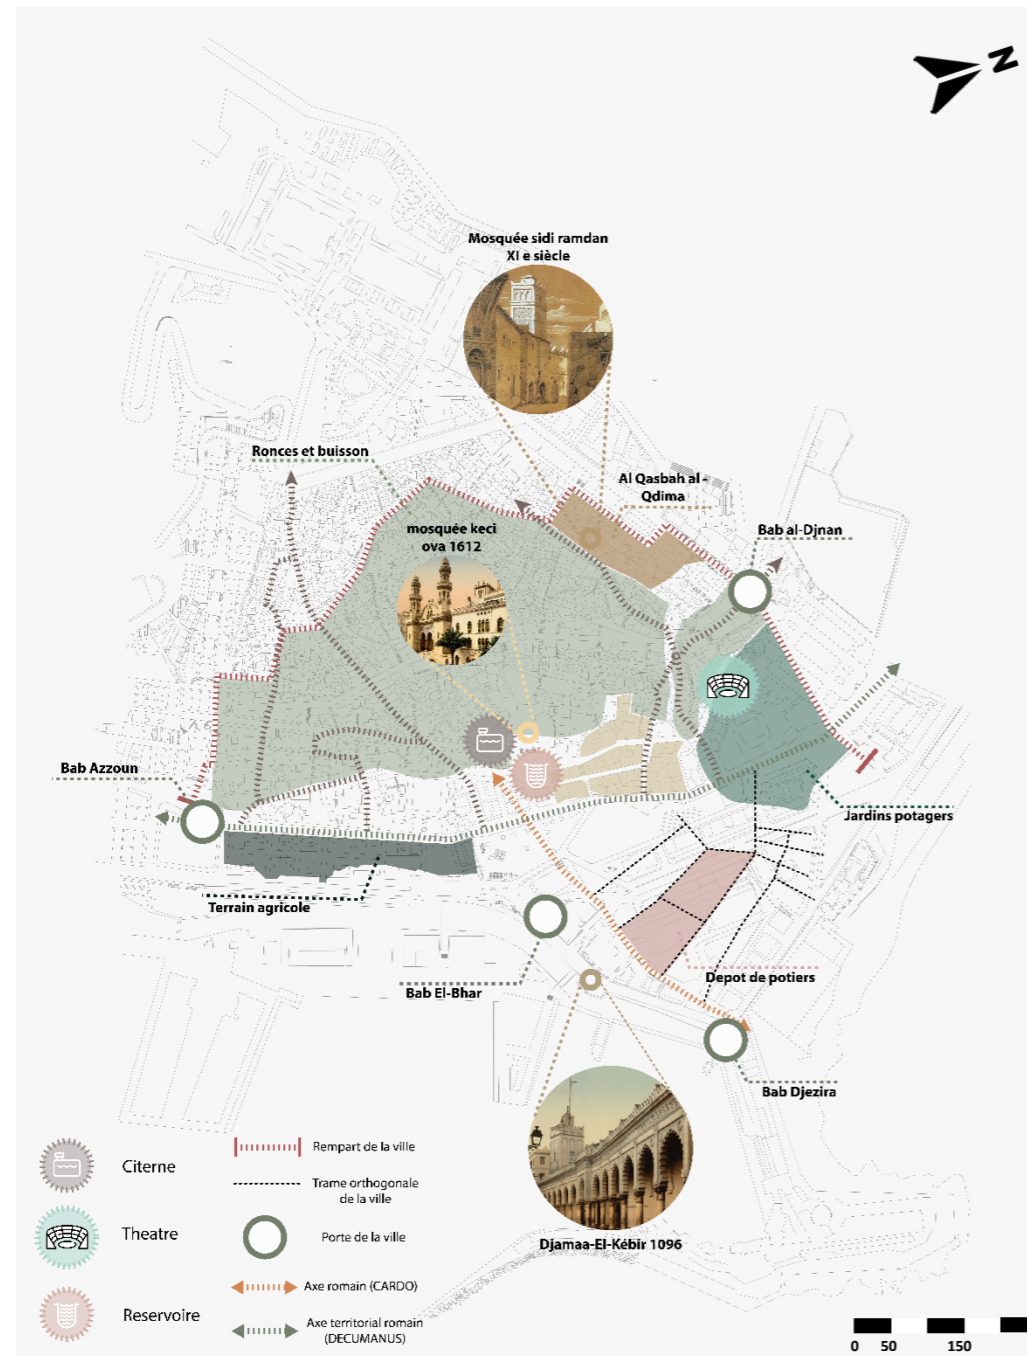 N
Mosquée sidi ramdan
XI e siècle
Ronces et buisson
Al Qasbah al -
Qdima
mosquée keci
ova 1612
Bab al-Djnan
Bab Azzoun
Jardins potagers
Terrain agricole
Depot de potiers
Bab El-Bhar
Bab Djezira
Djamaa-El-Kébir 1096
Citerne
Theatre
Reservoire
Rempart de la ville
Trame orthogonale
de la ville
Porte de la ville
Axe romain (CARDO)
Axe territorial romain
(DECUMANUS)
0 50 150